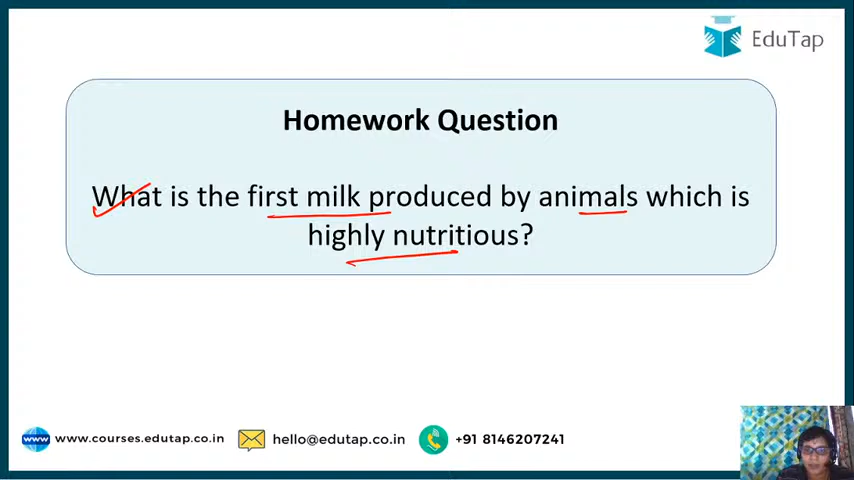 EduTap
Homework Question
What is the first milk produced by animals which is
highly nutritious?
www www.courses.edutap.co.in hello@edutap.co.in +91 8146207241